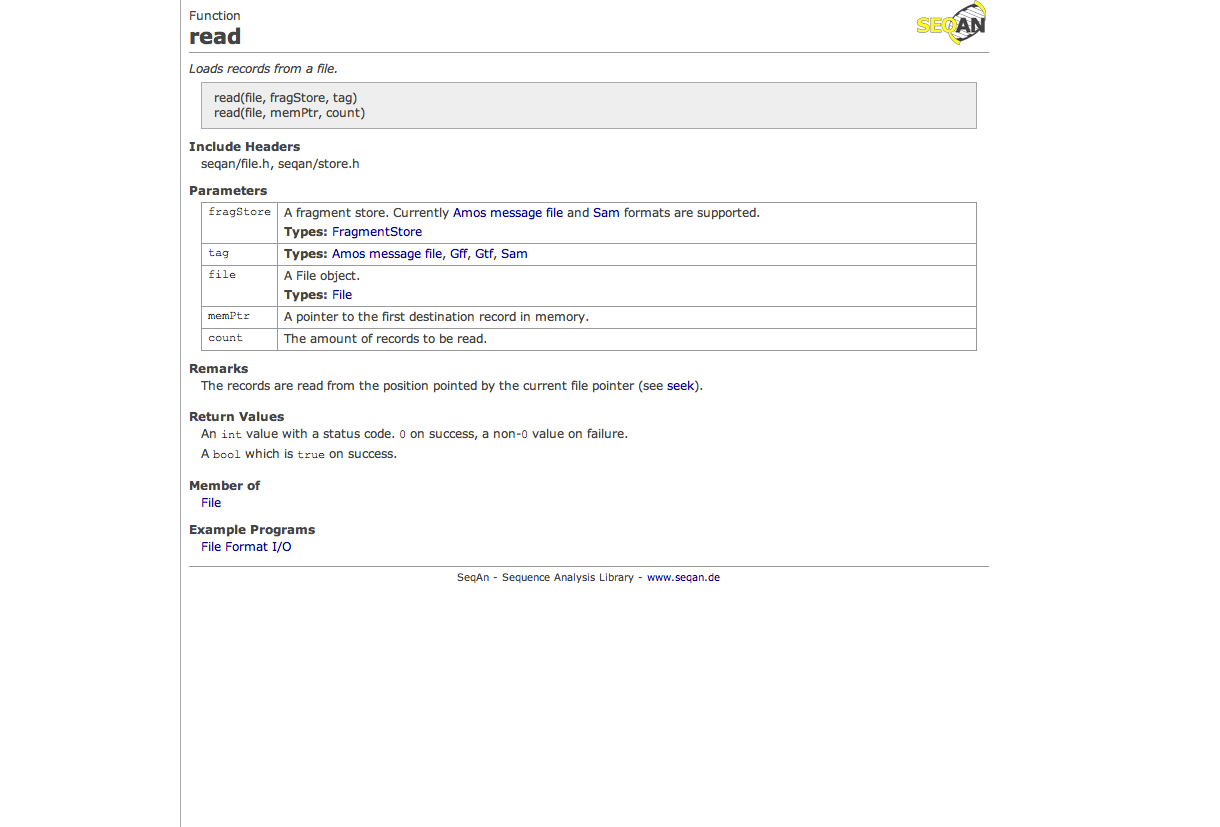 Function
SEQAN
read
Loads records from a file.
read(file, fragStore, tag)
read(file, memPtr, count)
Include Headers
seqan/file.h, seqan/store.h
Parameters
fragStore A fragment store. Currently Amos message file and Sam formats are supported.
Types: FragmentStore
tag Types: Amos message file, Gff, Gtf, Sam
file A File object.
Types: File
memPtr A pointer to the first destination record in memory.
count The amount of records to be read.
Remarks
The records are read from the position pointed by the current file pointer (see seek).
Return Values
An int value with a status code. 0 on success, a non-0 value on failure.
A bool which is true on success.
Member of
File
Example Programs
File Format I/O
SeqAn - Sequence Analysis Library - www.seqan.de